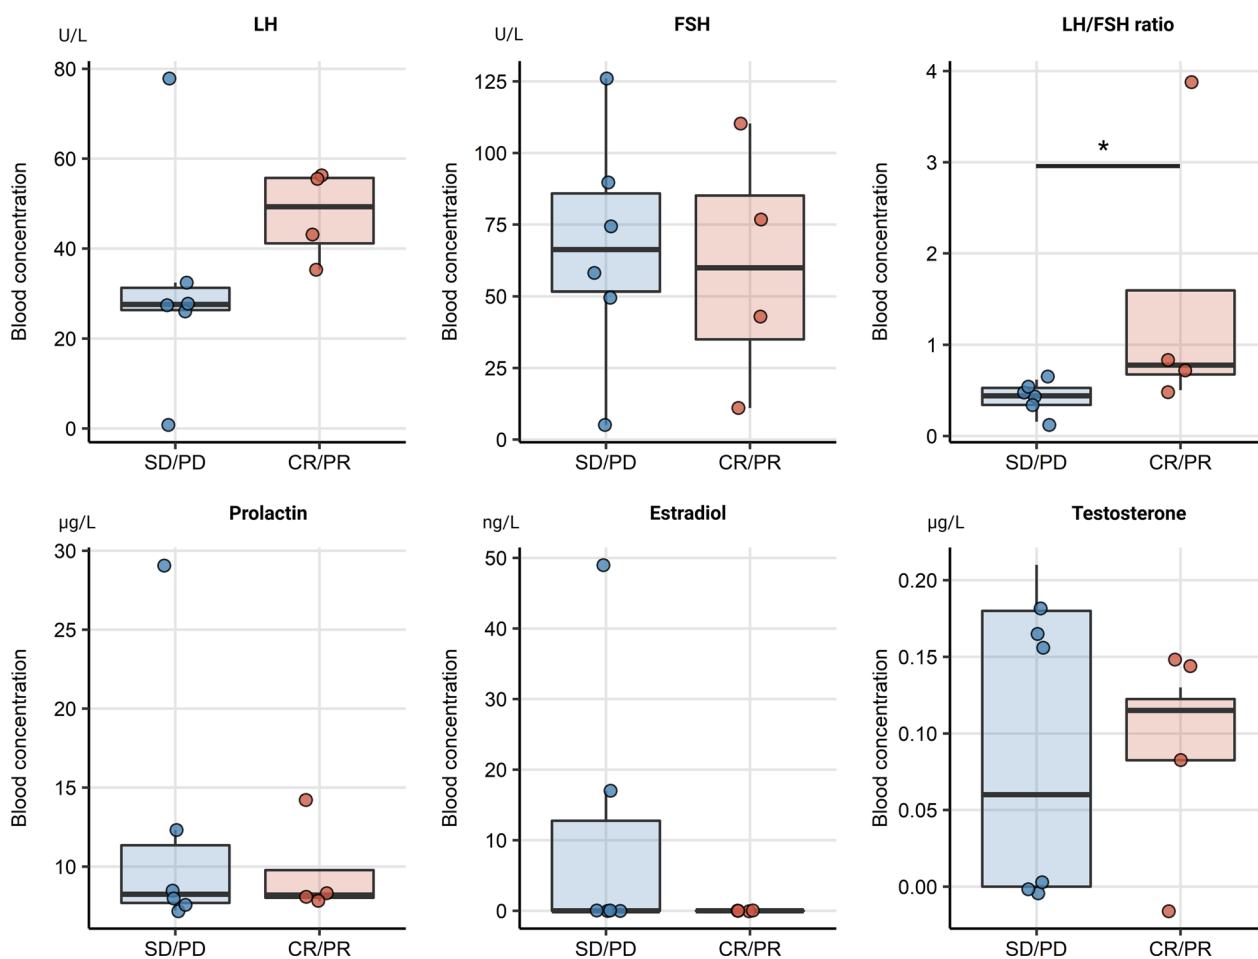 LH
U/L
80
60
40
20
0
Blood concentration
SD/PD CR/PR
FSH
U/L
125
100
75
50
25
0
Blood concentration
SD/PD CR/PR
LH/FSH ratio
4
3
2
1
0
Blood concentration
*
SD/PD CR/PR
Prolactin
µg/L
30
25
20
15
10
Blood concentration
SD/PD CR/PR
Estradiol
ng/L
50
40
30
20
10
0
Blood concentration
SD/PD CR/PR
Testosterone
µg/L
0.20
0.15
0.10
0.05
0.00
Blood concentration
SD/PD CR/PR